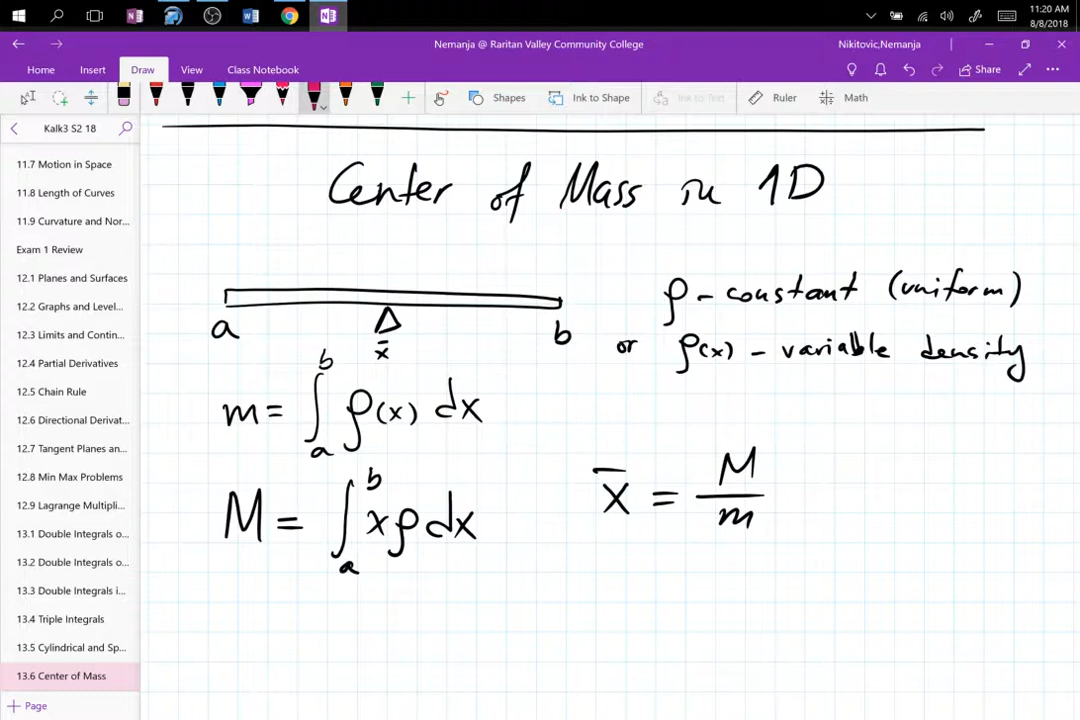 11:20 AM
8/8/2018
Nemanja @ Raritan Valley Community College
Nikitovic,Nemanja
Home Insert Draw View Class Notebook
Share
Shapes Ink to Shape Ink to Text Ruler Math
Kalk3 S2 18
11.7 Motion in Space
11.8 Length of Curves
11.9 Curvature and Nor...
Exam 1 Review
12.1 Planes and Surfaces
12.2 Graphs and Level...
12.3 Limits and Contin...
12.4 Partial Derivatives
12.5 Chain Rule
12.6 Directional Derivat...
12.7 Tangent Planes an...
12.8 Min Max Problems
12.9 Lagrange Multipli...
13.1 Double Integrals o...
13.2 Double Integrals o...
13.3 Double Integrals i...
13.4 Triple Integrals
13.5 Cylindrical and Sp...
13.6 Center of Mass
+ Page
Center of Mass in 1D
ρ - constant (uniform)
or ρ(x) - variable density
a x̄ b
m = ∫_a^b ρ(x) dx
M = ∫_a^b xρ dx
x̄ = M/m